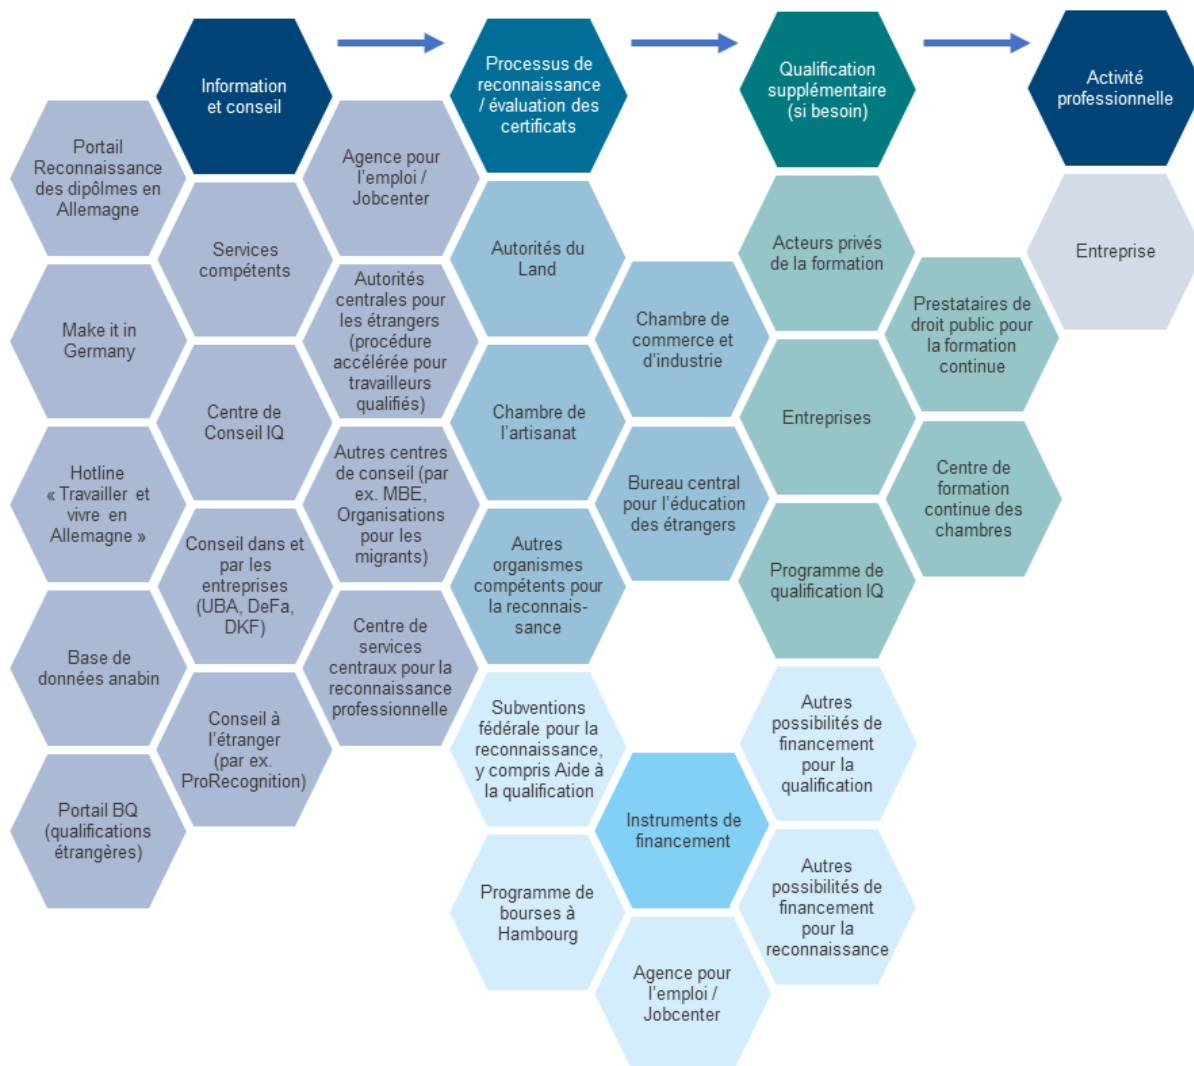 Information
et conseil
Processus de
reconnaissance
/ évaluation des
certificats
Qualification
supplémentaire
(si besoin)
Activité
professionnelle
Portail
Reconnaissance
des dipôlmes en
Allemagne
Make it in
Germany
Hotline
« Travailler et
vivre en
Allemagne »
Base de
données anabin
Portail BQ
(qualifications
étrangères)
Services
compétents
Centre de
Conseil IQ
Conseil dans et
par les
entreprises
(UBA, DeFa,
DKF)
Conseil à
l’étranger
(par ex.
ProRecognition)
Agence pour
l’emploi /
Jobcenter
Autorités
centrales pour
les étrangers
(procédure
accélérée pour
travailleurs
qualifiés)
Autres centres
de conseil (par
ex. MBE,
Organisations
pour les
migrants)
Centre de
services
centraux pour la
reconnaissance
professionnelle
Autorités du
Land
Chambre de
l’artisanat
Autres
organismes
compétents pour
la reconnais-
sance
Chambre de
commerce et
d’industrie
Bureau central
pour l’éducation
des étrangers
Acteurs privés
de la formation
Entreprises
Programme de
qualification IQ
Prestataires de
droit public pour
la formation
continue
Centre de
formation
continue des
chambres
Entreprise
Subventions
fédérale pour la
reconnaissance,
y compris Aide à
la qualification
Programme de
bourses à
Hambourg
Instruments de
financement
Agence pour
l’emploi /
Jobcenter
Autres
possibilités de
financement
pour la
qualification
Autres
possibilités de
financement
pour la
reconnaissance